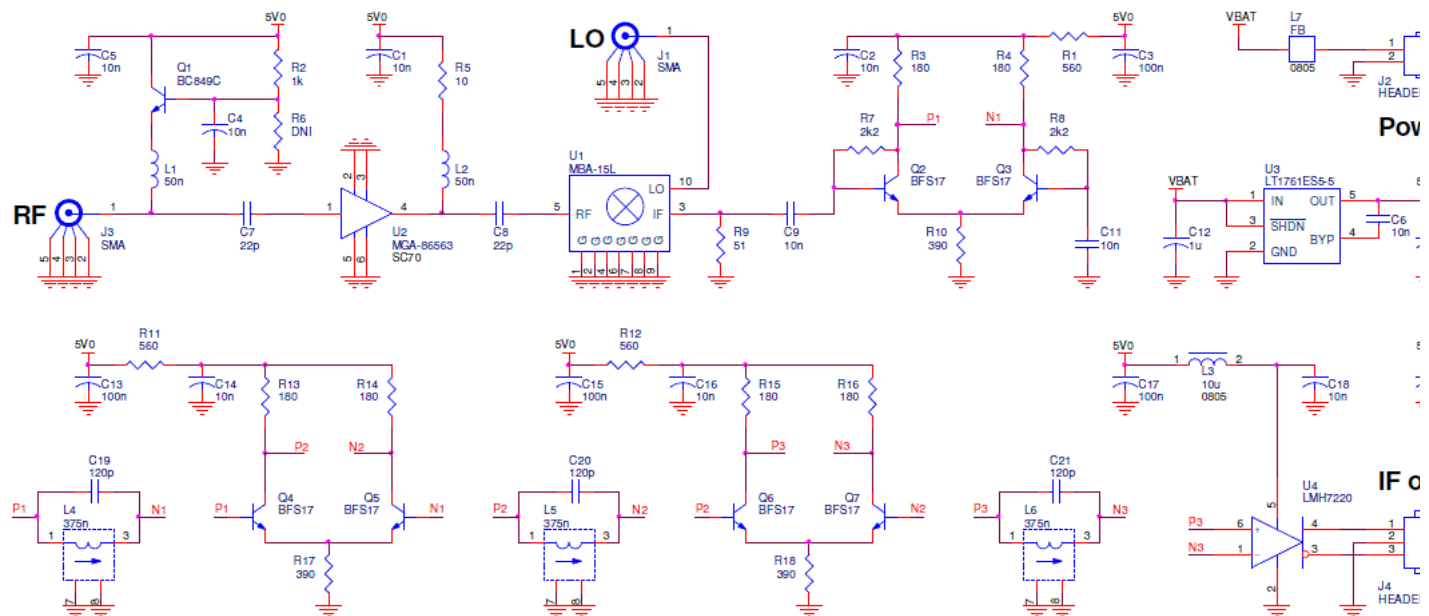 5V0
C5
10n
Q1
BC849C
R2
1k
C4
10n
R6
DNI
L1
50n
RF
1
J3
SMA
5
4
3
2
C7
22p
5V0
C1
10n
R5
10
L2
50n
2
3
1
4
U2
MGA-86563
SC70
5
6
C8
22p
LO
1
J1
SMA
5
4
3
2
U1
MBA-15L
LO
10
5
RF
IF
3
G
G
G
G
G
G
G
1
2
4
6
7
8
9
R9
51
C9
10n
C2
10n
R3
180
R4
180
R1
560
5V0
C3
100n
P1
N1
R7
2k2
R8
2k2
Q2
BFS17
Q3
BFS17
R10
390
C11
10n
VBAT
L7
FB
0805
1
2
J2
HEADE
Pow
U3
LT1761ES5-5
VBAT
1
IN
OUT
5
3
SHDN
BYP
4
2
GND
C12
1u
C6
10n
5
5V0
R11
560
C13
100n
C14
10n
R13
180
R14
180
P2
N2
C19
120p
P1
N1
L4
375n
1
3
7
8
P1
Q4
BFS17
Q5
BFS17
N1
R17
390
5V0
R12
560
C15
100n
C16
10n
R15
180
R16
180
P3
N3
C20
120p
P2
N2
L5
375n
1
3
7
8
P2
Q6
BFS17
Q7
BFS17
N2
R18
390
C21
120p
P3
N3
L6
375n
1
3
7
8
5V0
1
2
L3
10u
0805
C17
100n
C18
10n
5
U4
LMH7220
5
P3
6
+
4
N3
1
-
3
2
IF o
1
2
3
J4
HEADE